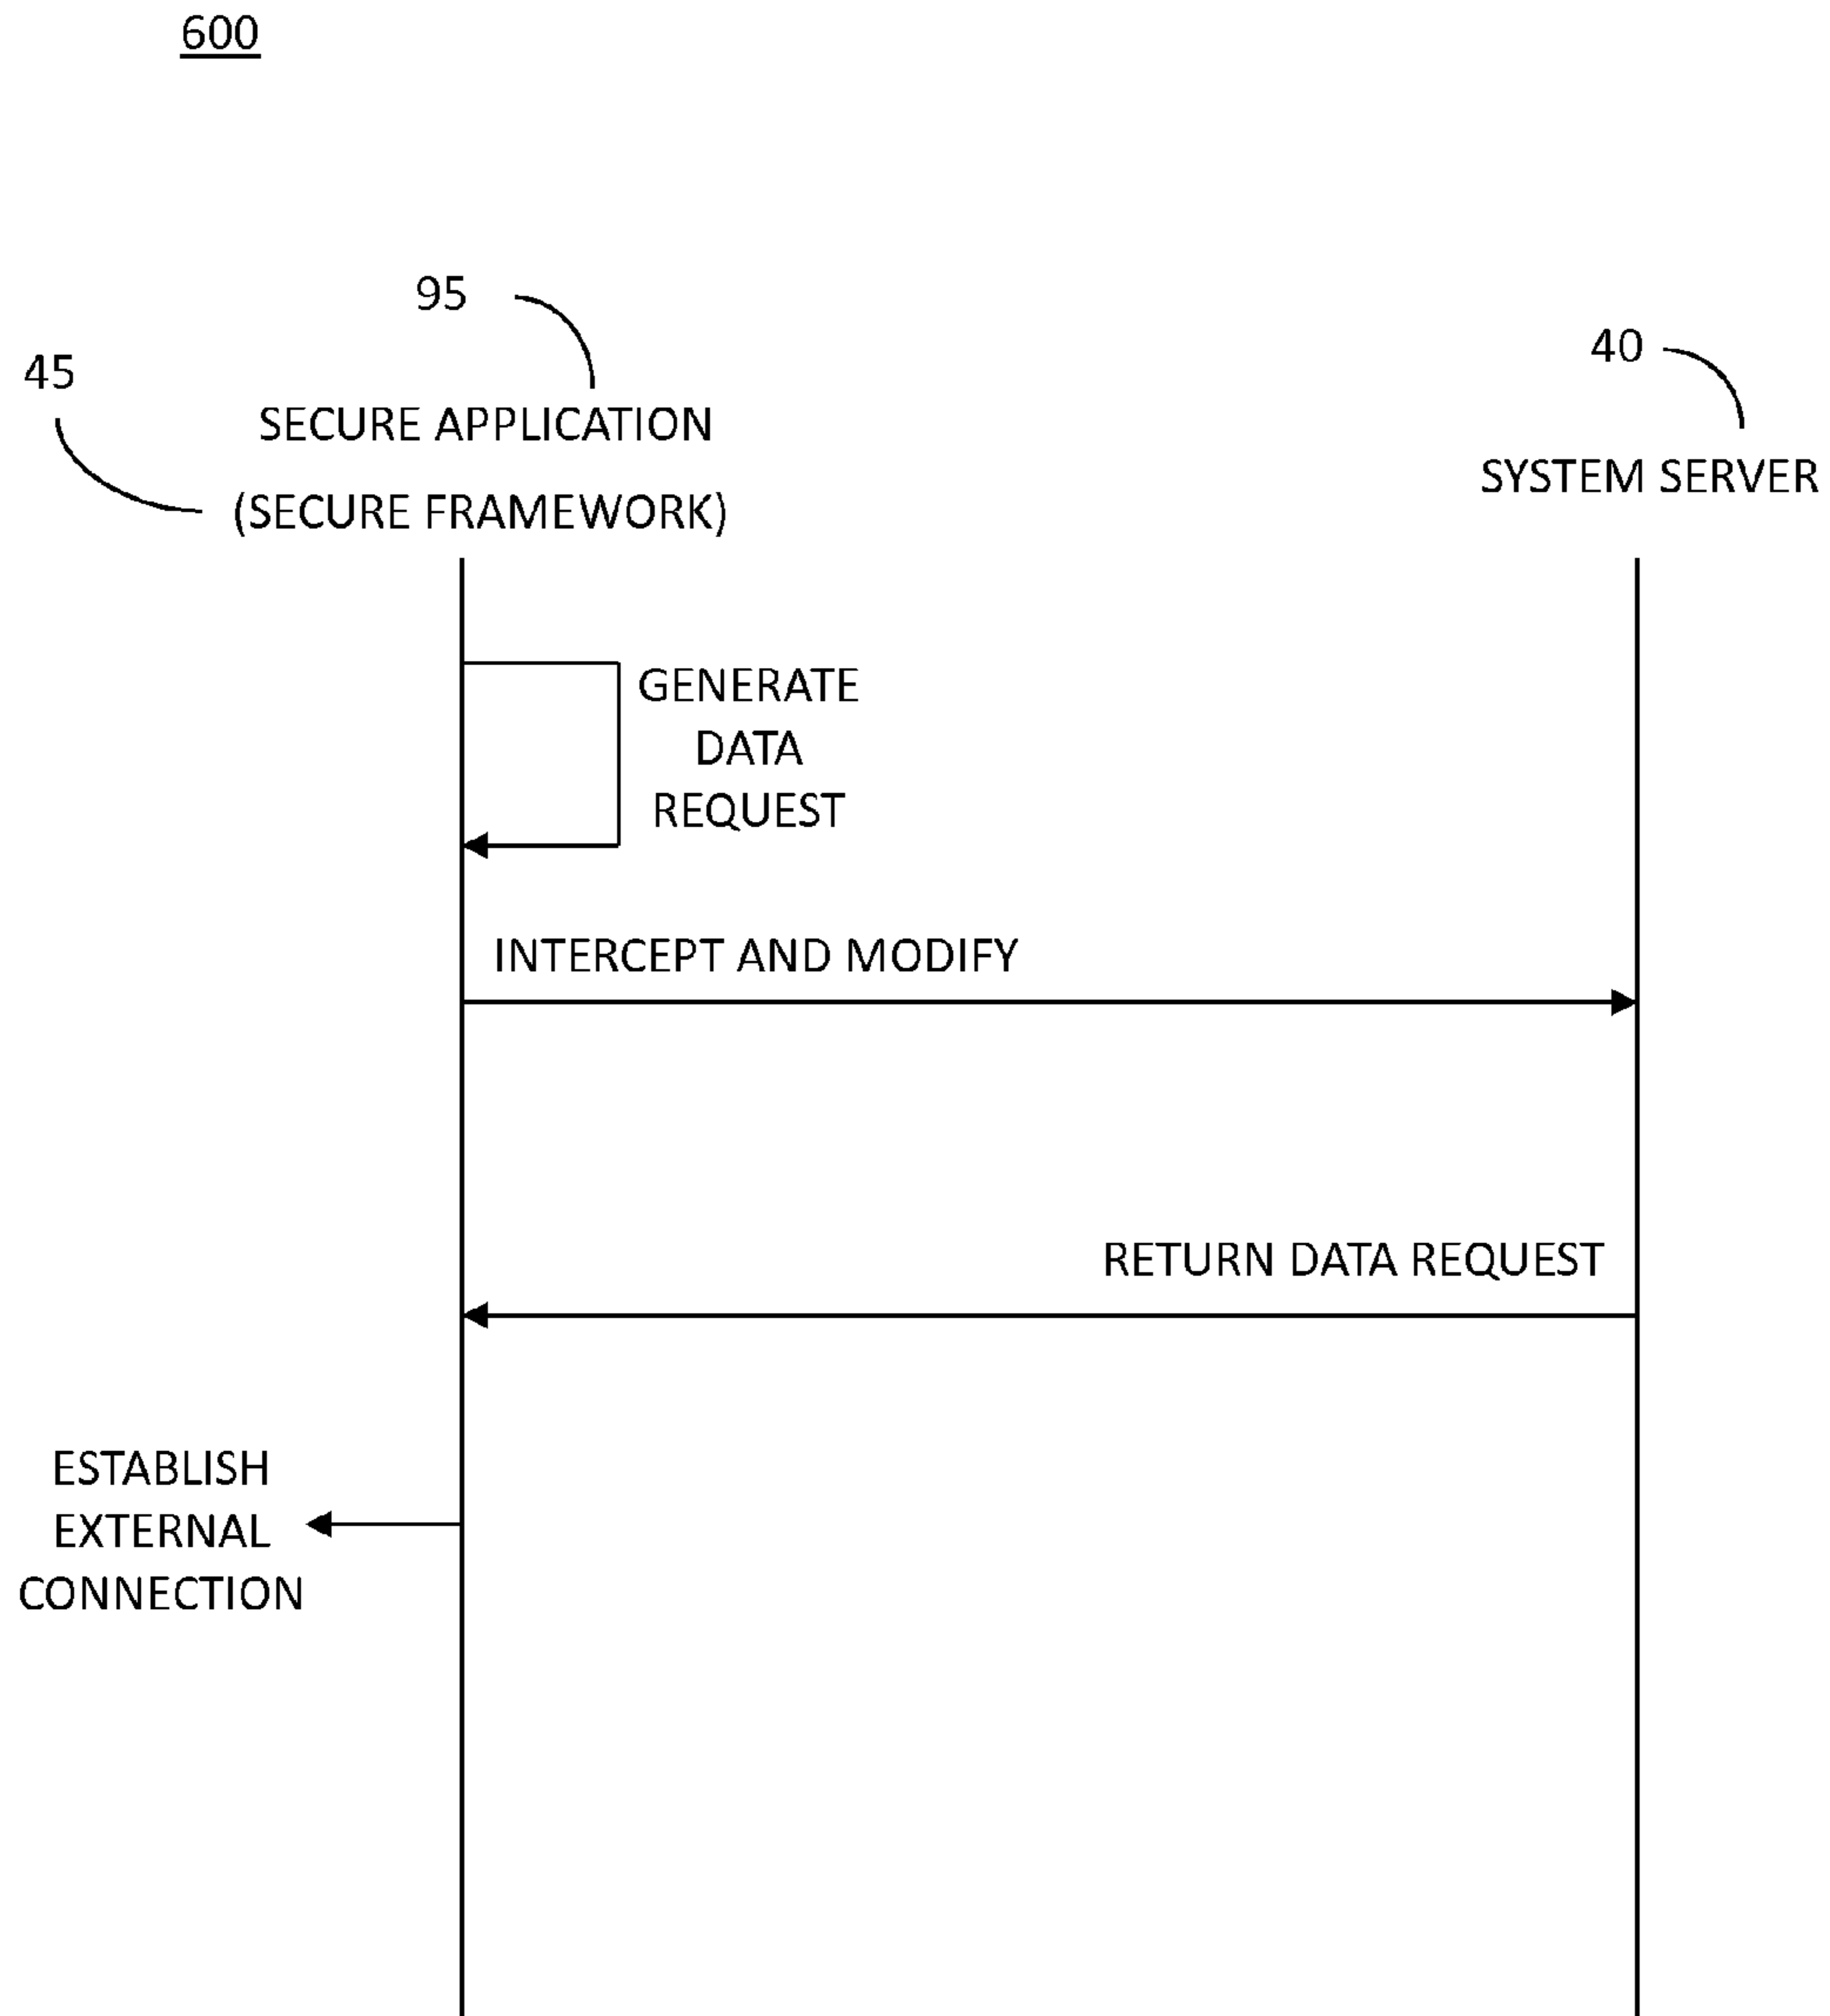 600
95
45
40
SECURE APPLICATION
(SECURE FRAMEWORK)
SYSTEM SERVER
GENERATE
DATA
REQUEST
INTERCEPT AND MODIFY
RETURN DATA REQUEST
ESTABLISH
EXTERNAL
CONNECTION